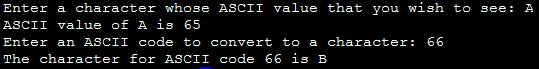 Enter a character whose ASCII value that you wish to see: A
ASCII value of A is 65
Enter an ASCII code to convert to a character: 66
The character for ASCII code 66 is B